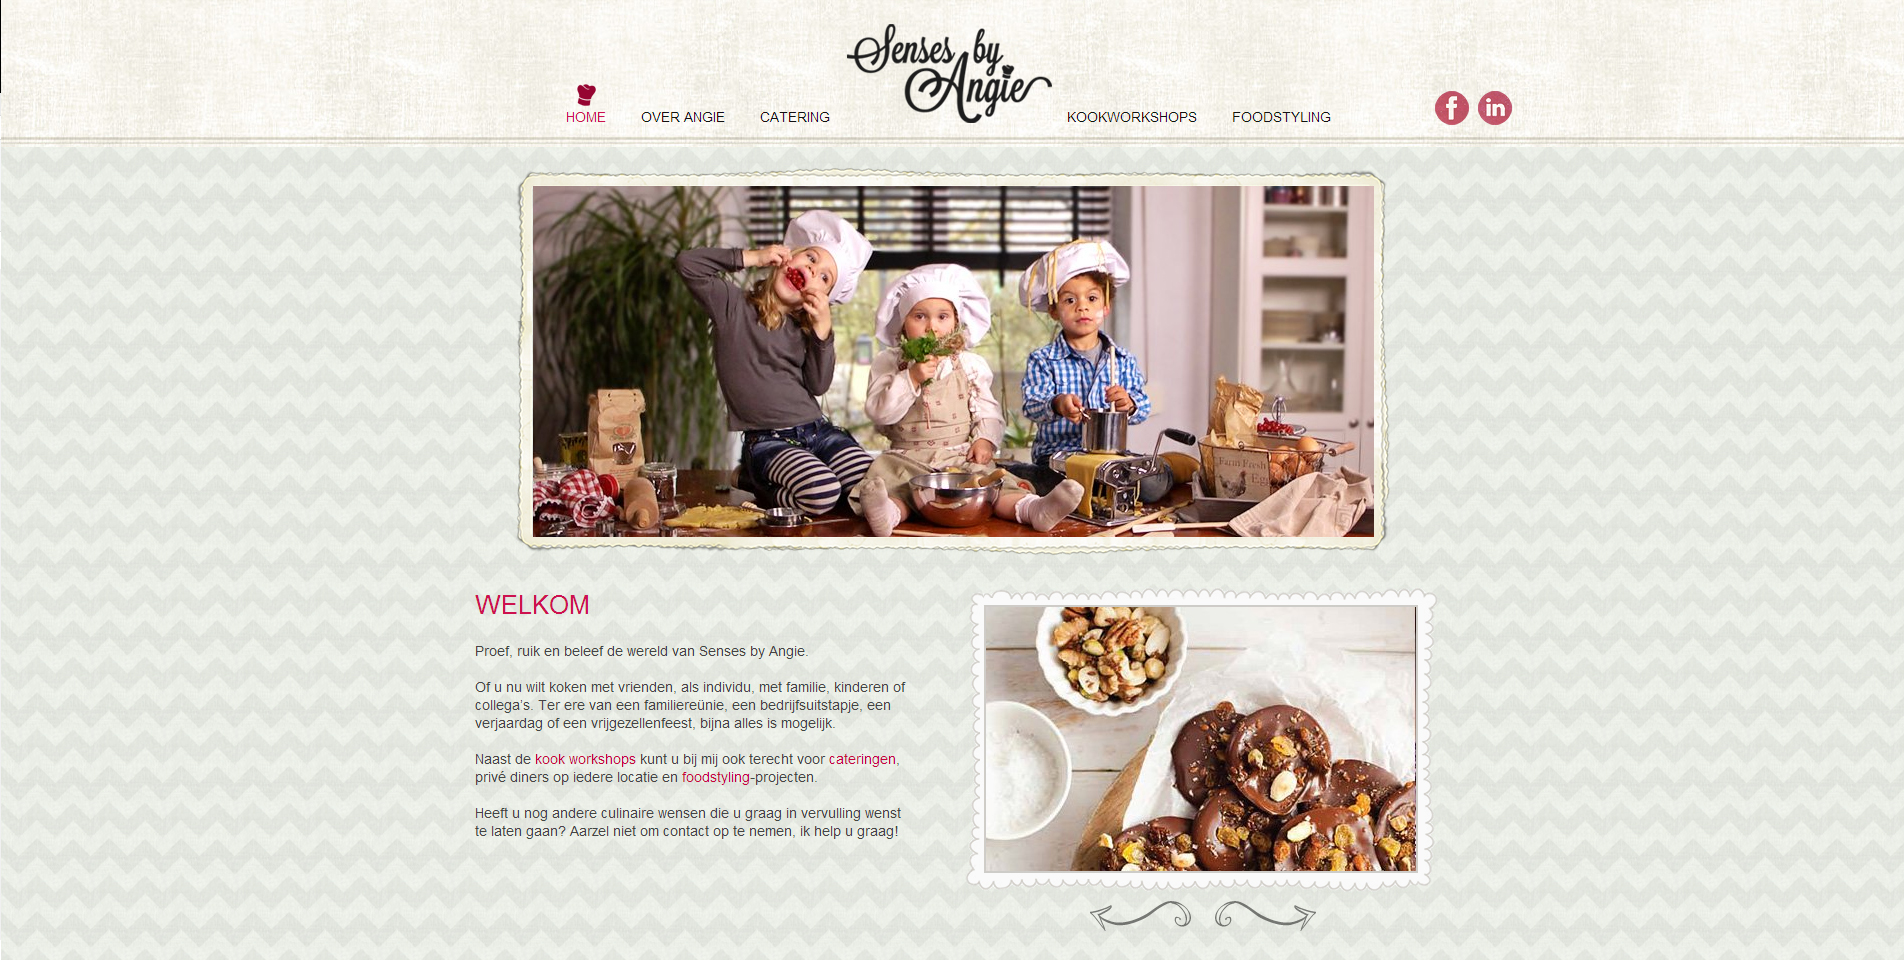 Senses by
Angie
HOME OVER ANGIE CATERING KOOKWORKSHOPS FOODSTYLING
Farm Fresh
WELKOM
Proef, ruik en beleef de wereld van Senses by Angie.
Of u nu wilt koken met vrienden, als individu, met familie, kinderen of
collega's. Ter ere van een familiereünie, een bedrijfsuitstapje, een
verjaardag of een vrijgezellenfeest, bijna alles is mogelijk.
Naast de kook workshops kunt u bij mij ook terecht voor cateringen,
privé diners op iedere locatie en foodstyling-projecten.
Heeft u nog andere culinaire wensen die u graag in vervulling wenst
te laten gaan? Aarzel niet om contact op te nemen, ik help u graag!